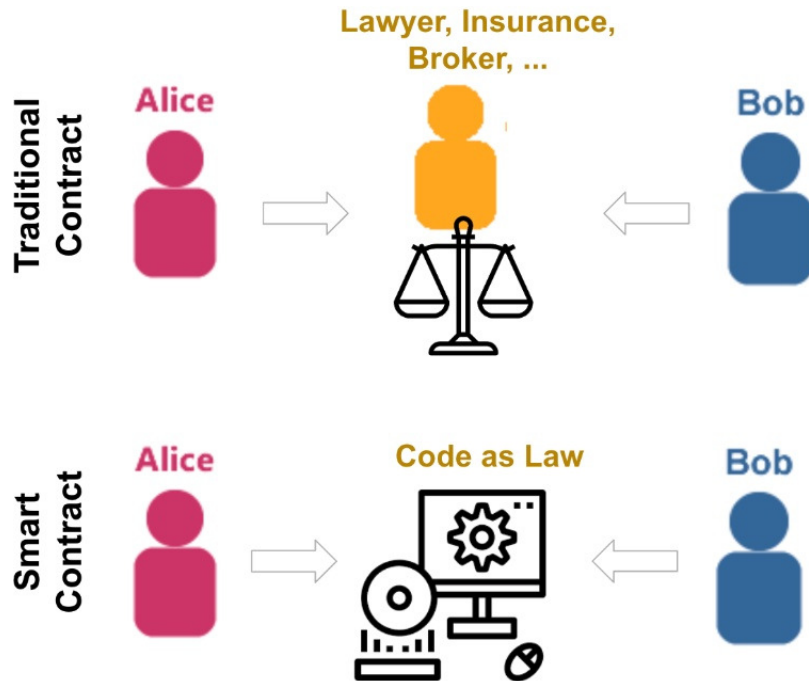 Traditional
Contract
Alice
Lawyer, Insurance,
Broker, ...
Bob
Smart
Contract
Alice
Code as Law
Bob